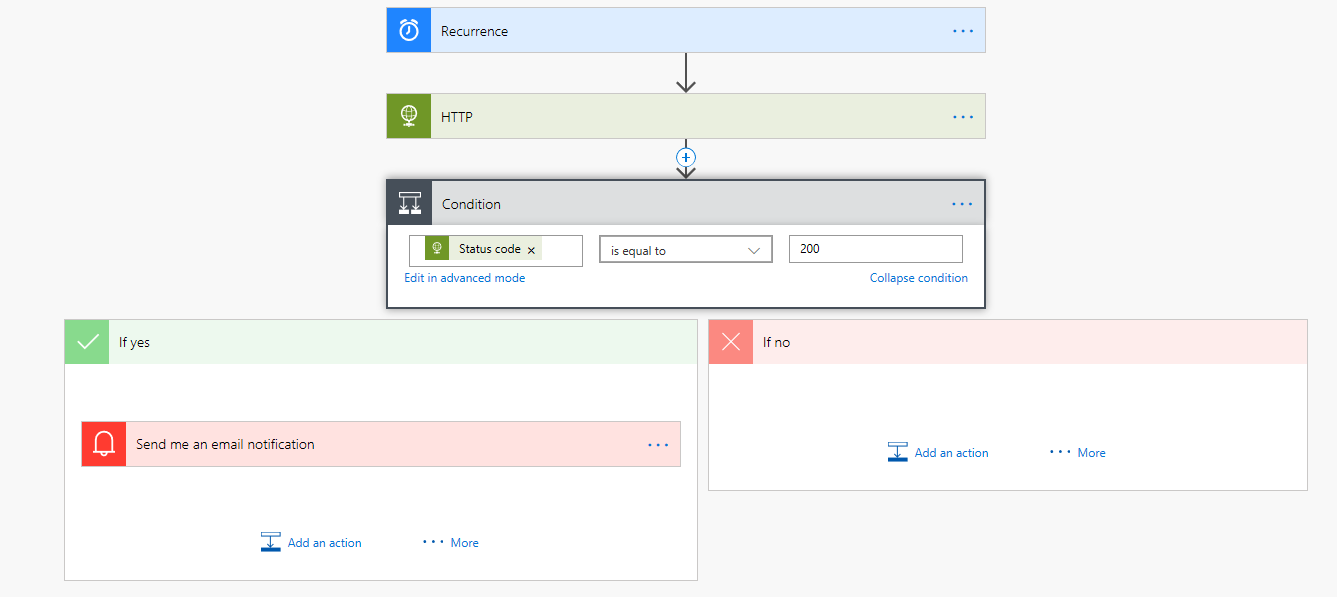 Recurrence
HTTP
Condition
Status code × is equal to 200
Edit in advanced mode Collapse condition
If yes
Send me an email notification
Add an action More
If no
Add an action More